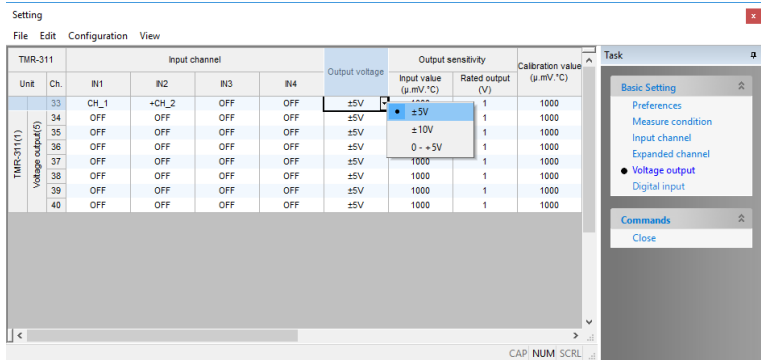 Setting
x
File Edit Configuration View
TMR-311 Input channel Output voltage Output sensitivity Calibration value (µ.mV.°C)
Unit Ch. IN1 IN2 IN3 IN4 Input value (µ.mV.°C) Rated output (V)
TMR-311(1)
Voltage output(5)
33 CH_1 +CH_2 OFF OFF ±5V 1000 1 1000
34 OFF OFF OFF OFF 1 1000
35 OFF OFF OFF OFF 1 1000
36 OFF OFF OFF OFF 1 1000
37 OFF OFF OFF OFF ±5V 1000 1 1000
38 OFF OFF OFF OFF ±5V 1000 1 1000
39 OFF OFF OFF OFF ±5V 1000 1 1000
40 OFF OFF OFF OFF ±5V 1000 1 1000
±5V
±10V
0 - +5V
Task
Basic Setting
Preferences
Measure condition
Input channel
Expanded channel
Voltage output
Digital input
Commands
Close
CAP NUM SCRL